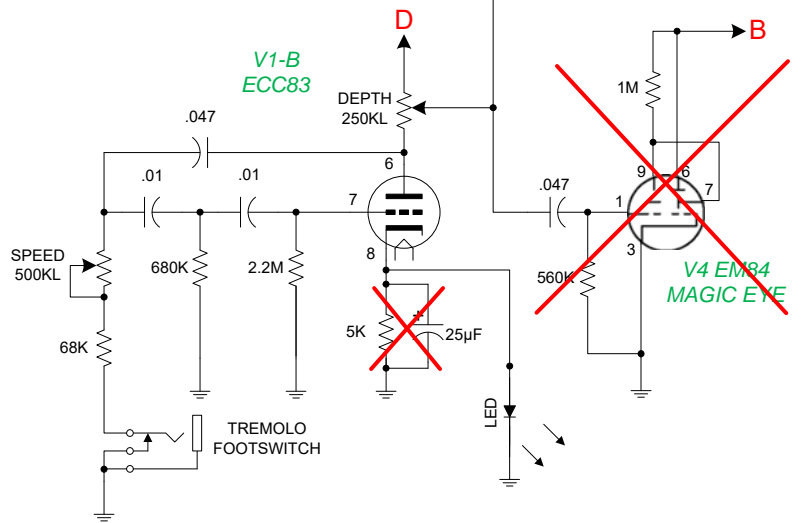 D
B
V1-B
ECC83
DEPTH
250KL
1M
.047
6
9
6
7
.01
.01
7
.047
1
8
3
SPEED
500KL
680K
2.2M
V4 EM84
MAGIC EYE
560K
+
5K
25µF
68K
LED
TREMOLO
FOOTSWITCH